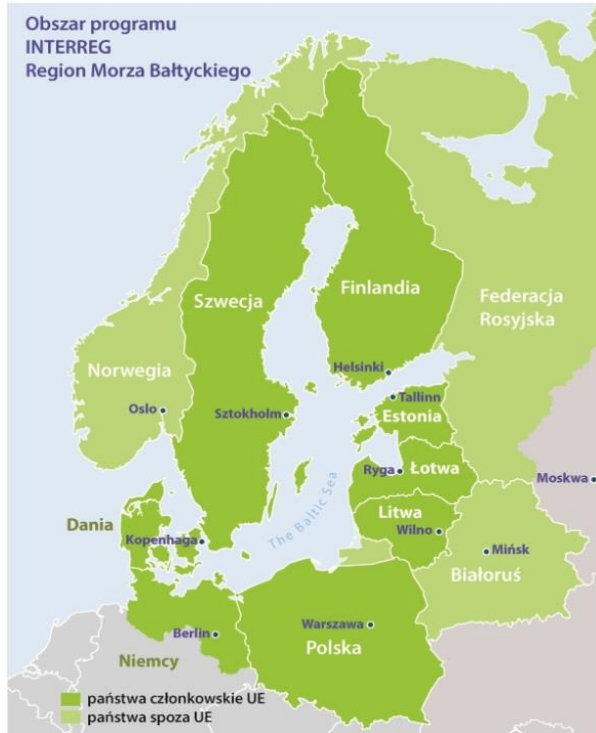 Obszar programu
INTERREG
Region Morza Bałtyckiego
Szwecja
Finlandia
Federacja
Rosyjska
Norwegia
Helsinki
Oslo
Sztokholm
Tallinn
Estonia
Ryga
Łotwa
Moskwa
Litwa
Dania
Kopenhaga
The Baltic Sea
Wilno
Mińsk
Białoruś
Warszawa
Berlin
Polska
Niemcy
państwa członkowskie UE
państwa spoza UE